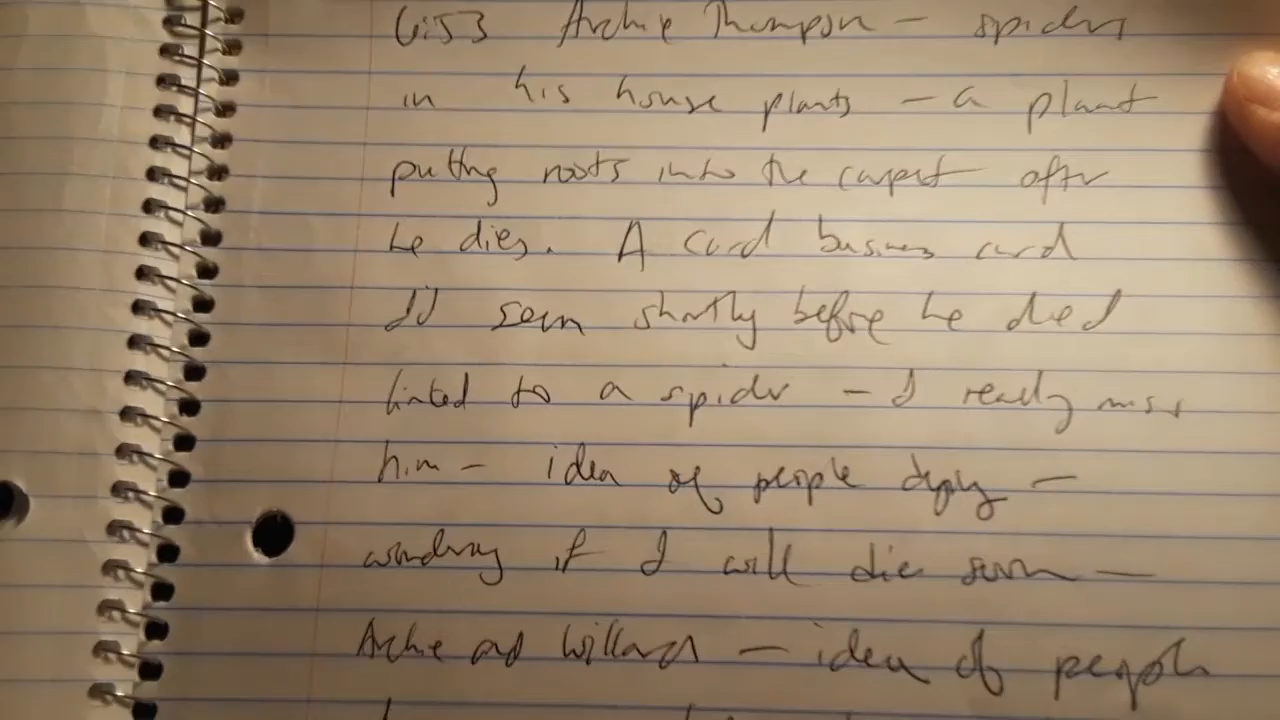 6:53 Archie Thompson - spiders
in his house plants - a plant
putting roots into the carpet after
he dies. A card business card
I'd seen shortly before he died
linked to a spider - I really miss
him - idea of people dying -
wondering if I will die soon -
Archie and Willard - idea of people